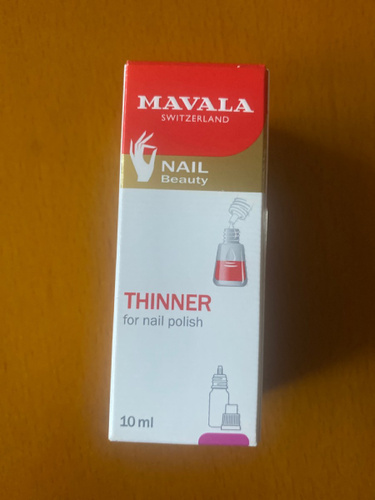 MAVALA
SWITZERLAND
NAIL
Beauty
THINNER
for nail polish
10 ml